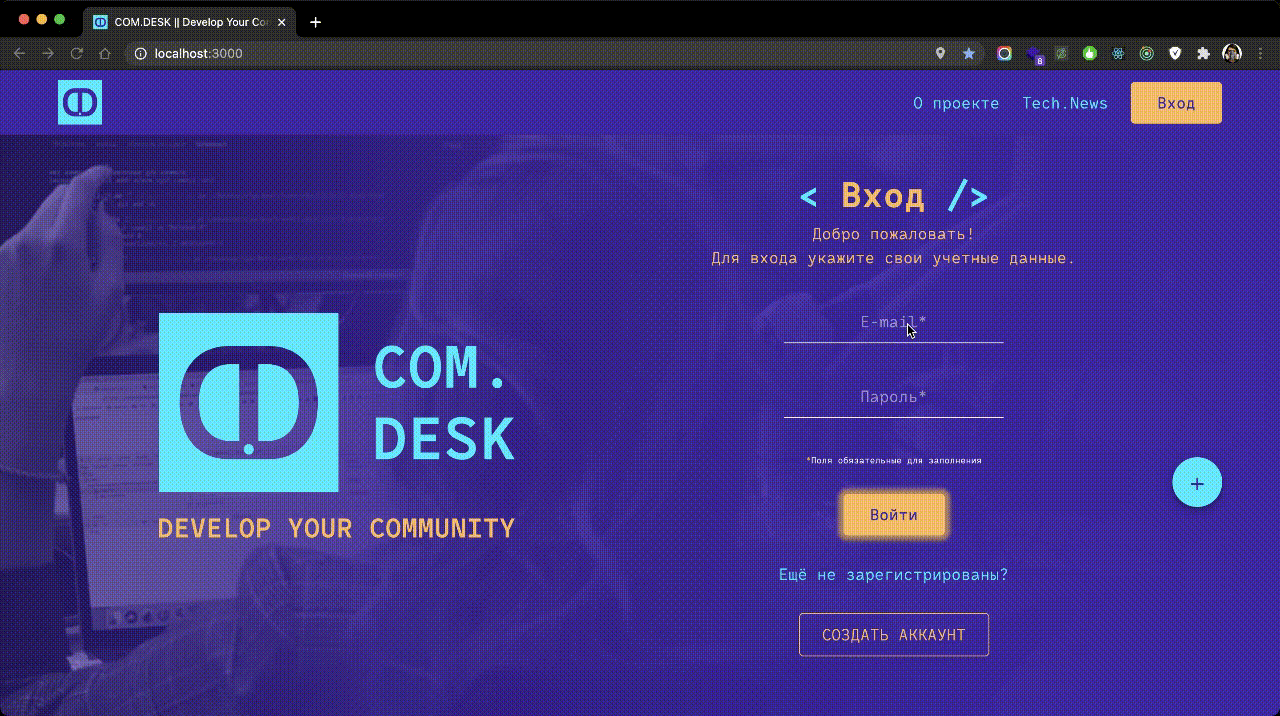 COM.DESK || Develop Your Co
localhost:3000
8
О проекте
Tech.News
Вход
< Вход />
Добро пожаловать!
Для входа укажите свои учетные данные.
E-mail*
Пароль*
*Поля обязательные для заполнения
Войти
Ещё не зарегистрированы?
СОЗДАТЬ АККАУНТ
COM.
DESK
DEVELOP YOUR COMMUNITY
+